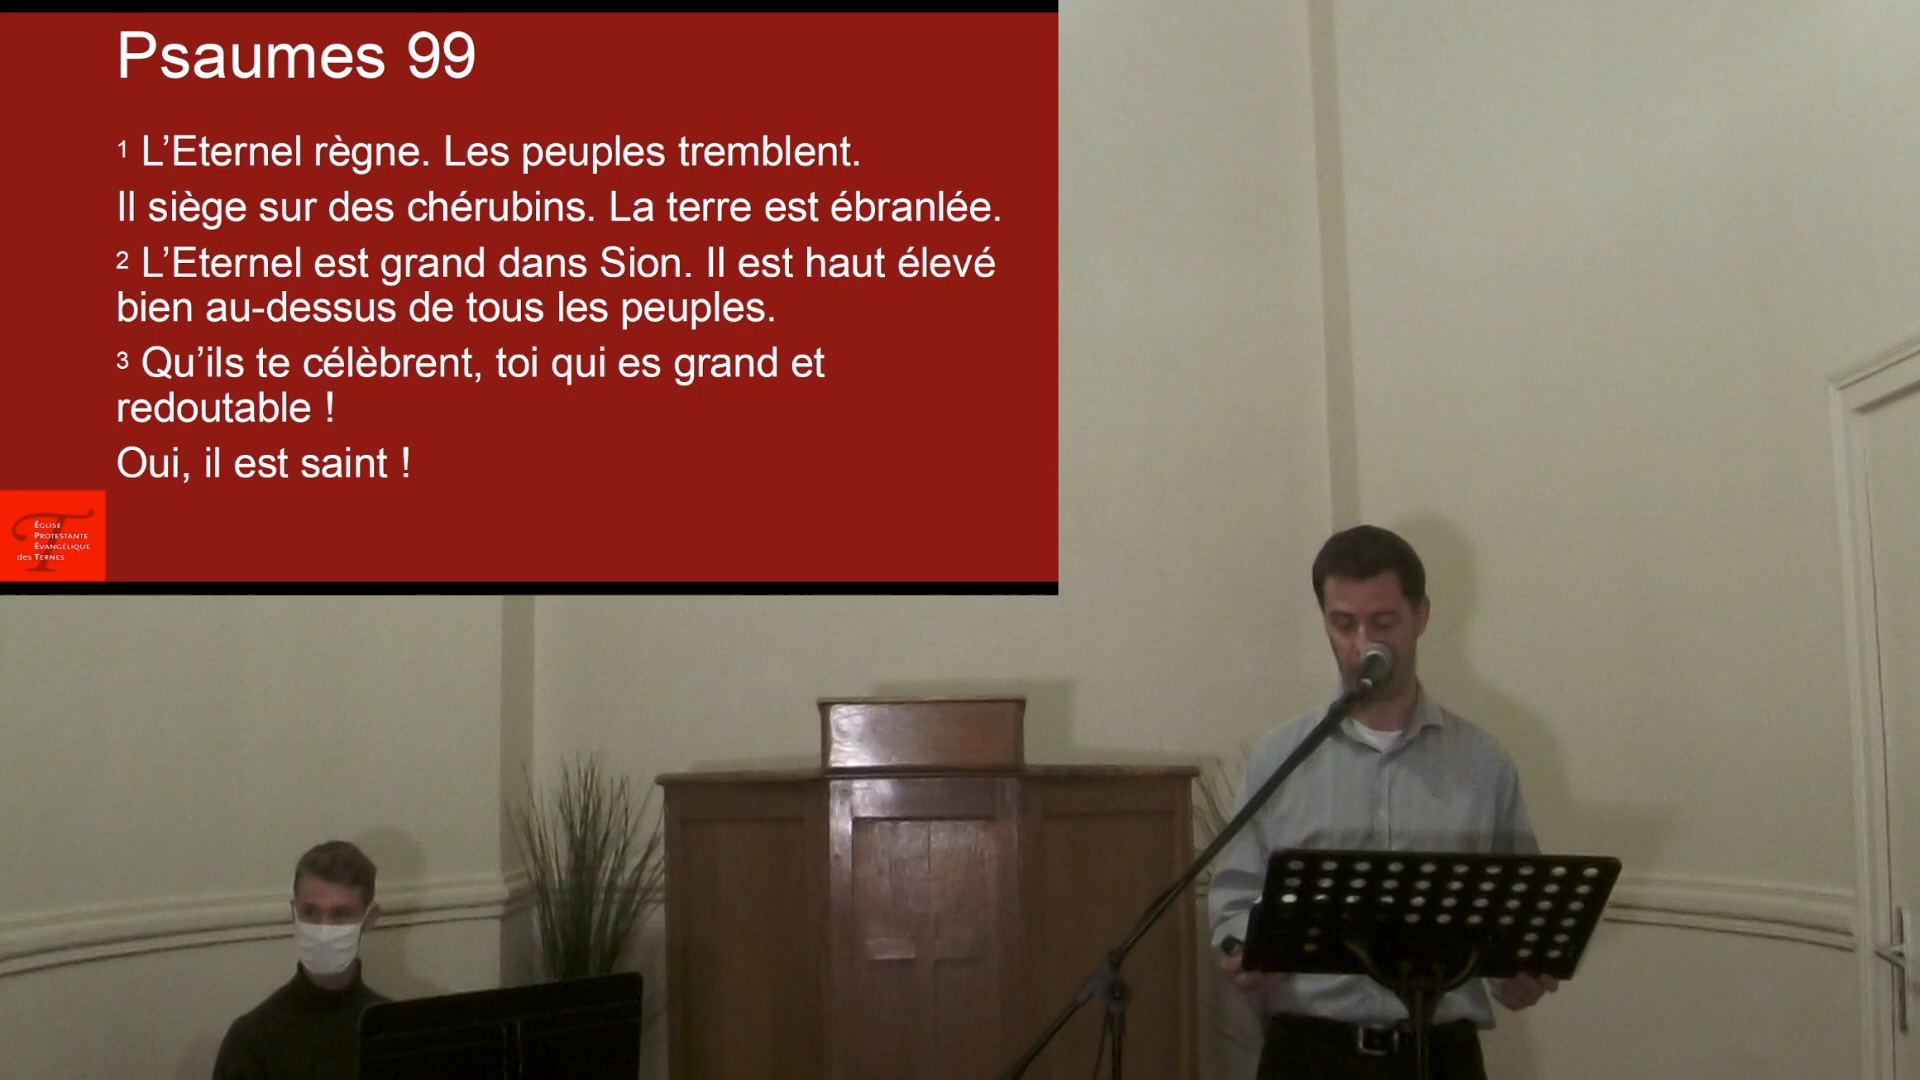 Psaumes 99
1 L’Eternel règne. Les peuples tremblent.
Il siège sur des chérubins. La terre est ébranlée.
2 L’Eternel est grand dans Sion. Il est haut élevé
bien au-dessus de tous les peuples.
3 Qu’ils te célèbrent, toi qui es grand et
redoutable !
Oui, il est saint !
ÉGLISE
PROTESTANTE
ÉVANGÉLIQUE
des TERNES